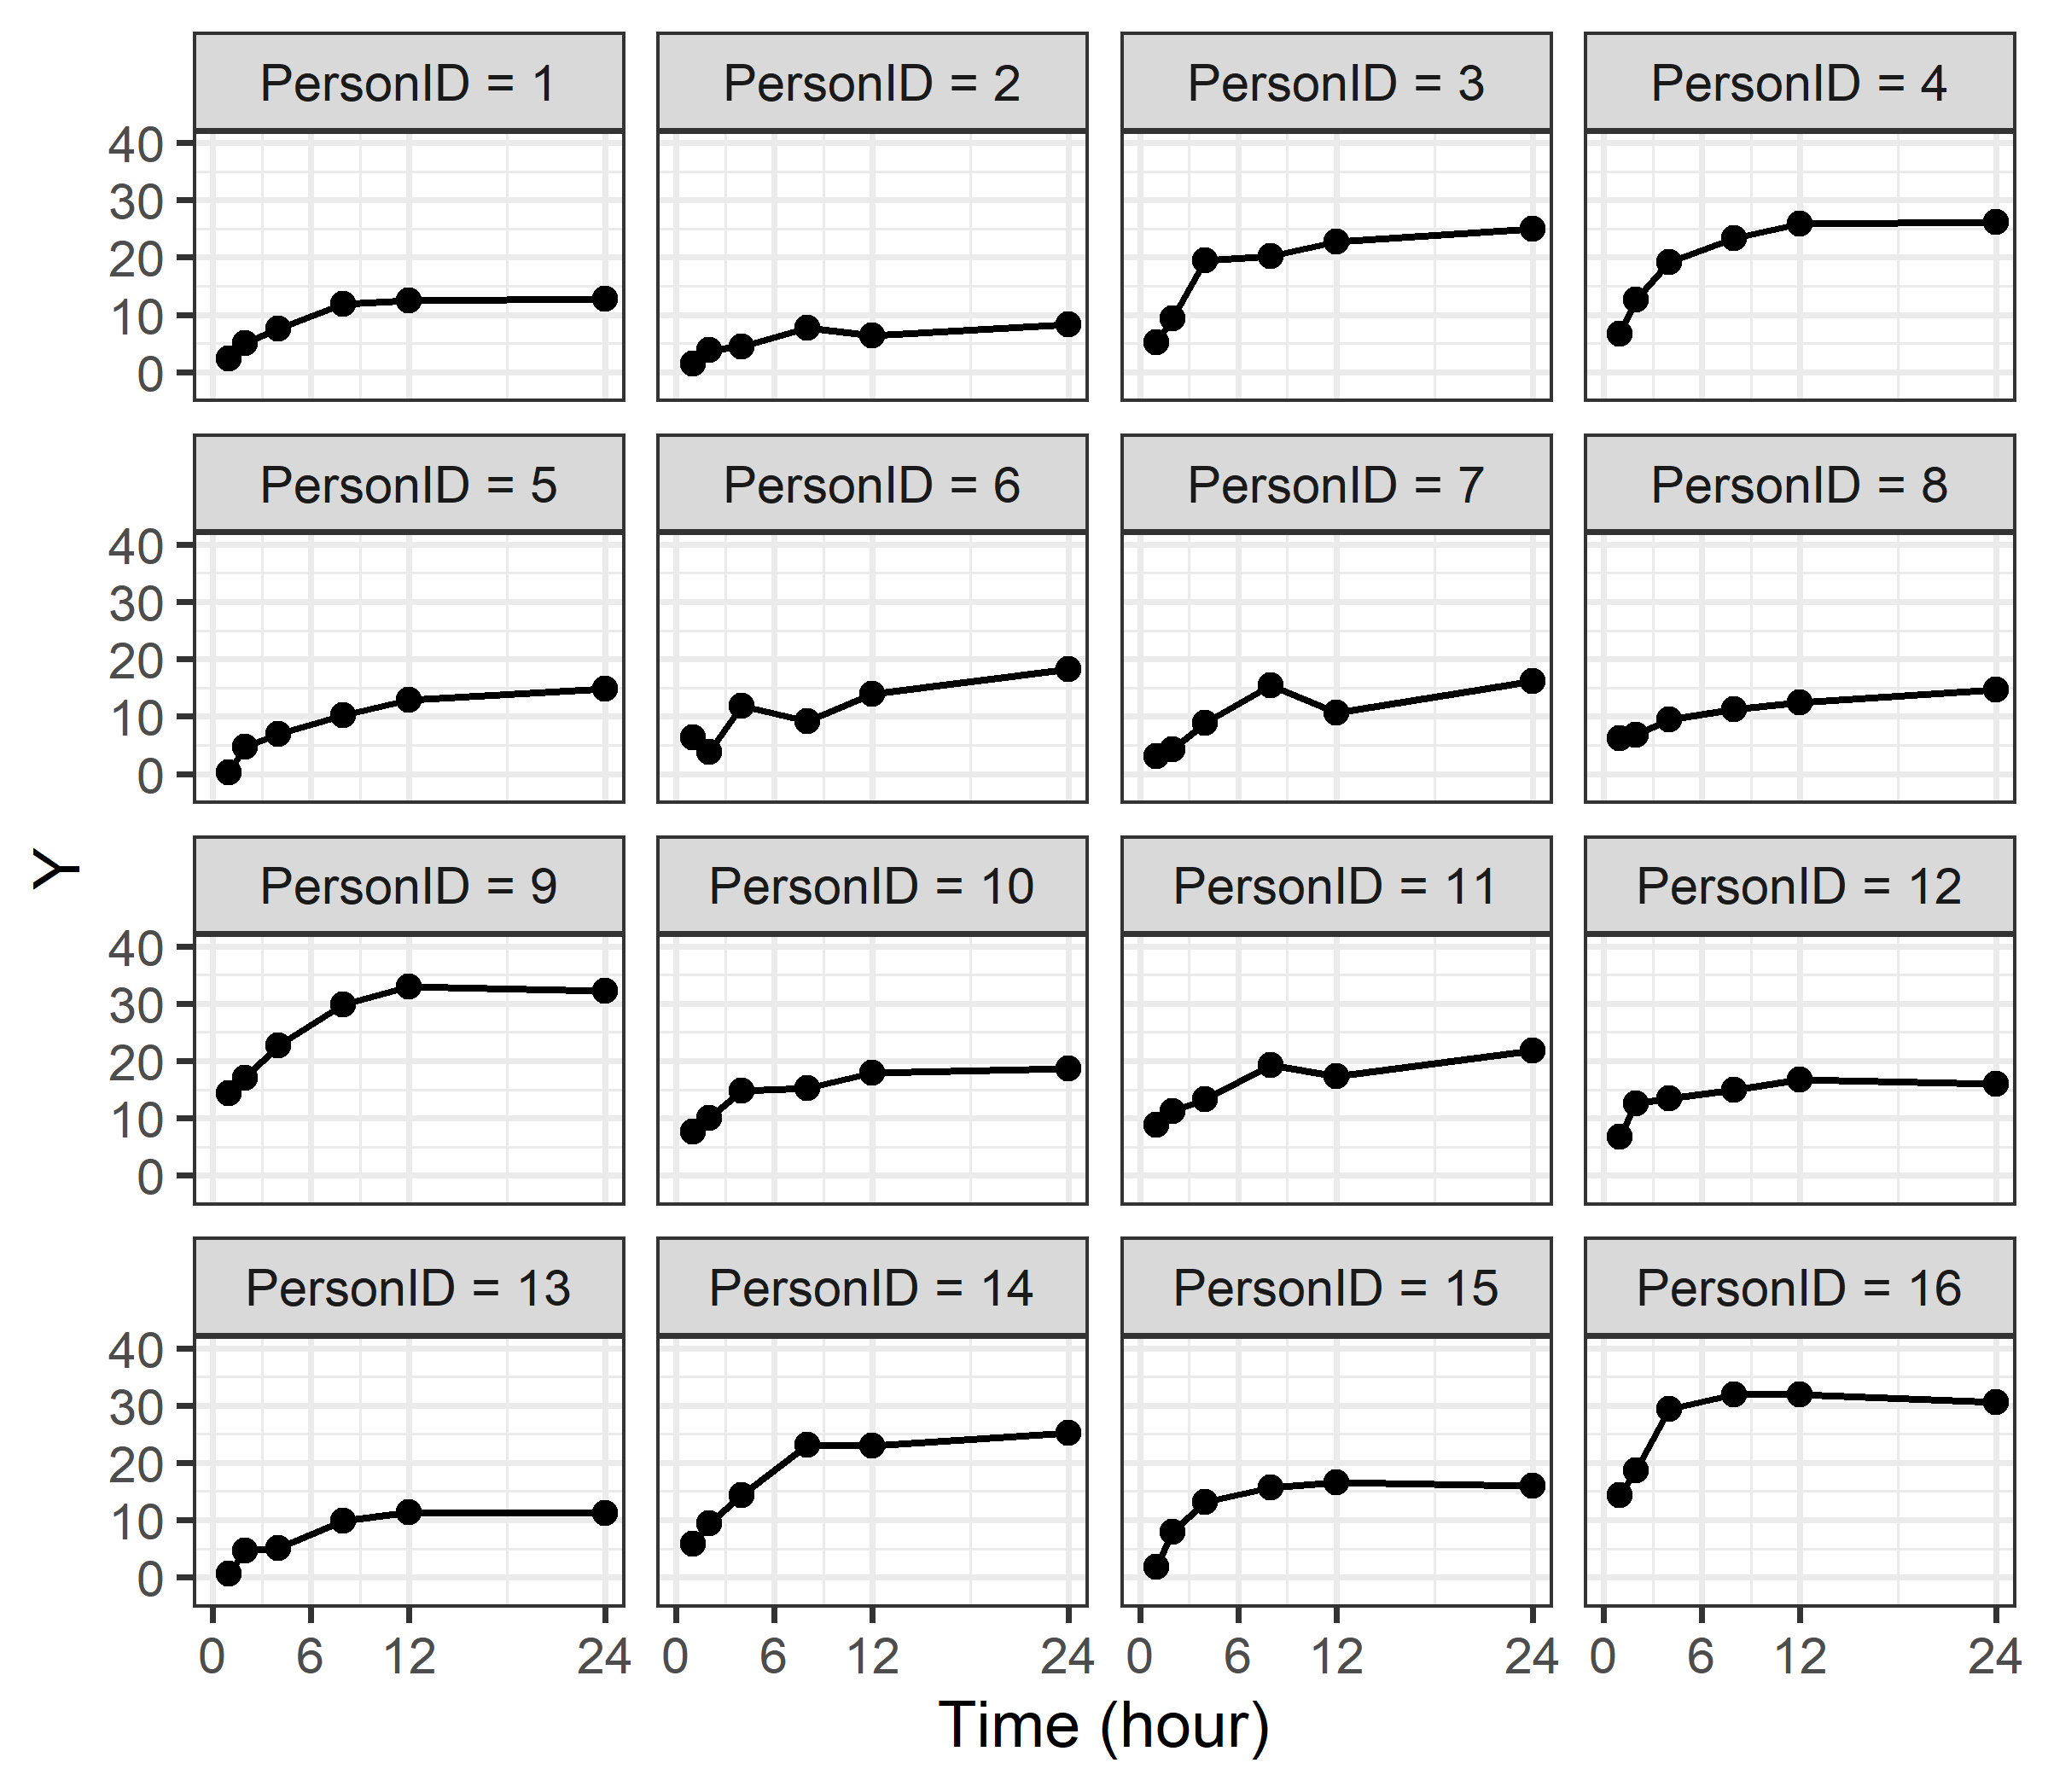 PersonID = 1 PersonID = 2 PersonID = 3 PersonID = 4
40
30
20
10
0
PersonID = 5 PersonID = 6 PersonID = 7 PersonID = 8
40
30
20
10
0
Y
PersonID = 9 PersonID = 10 PersonID = 11 PersonID = 12
40
30
20
10
0
PersonID = 13 PersonID = 14 PersonID = 15 PersonID = 16
40
30
20
10
0
0 6 12 24 0 6 12 24 0 6 12 24 0 6 12 24
Time (hour)